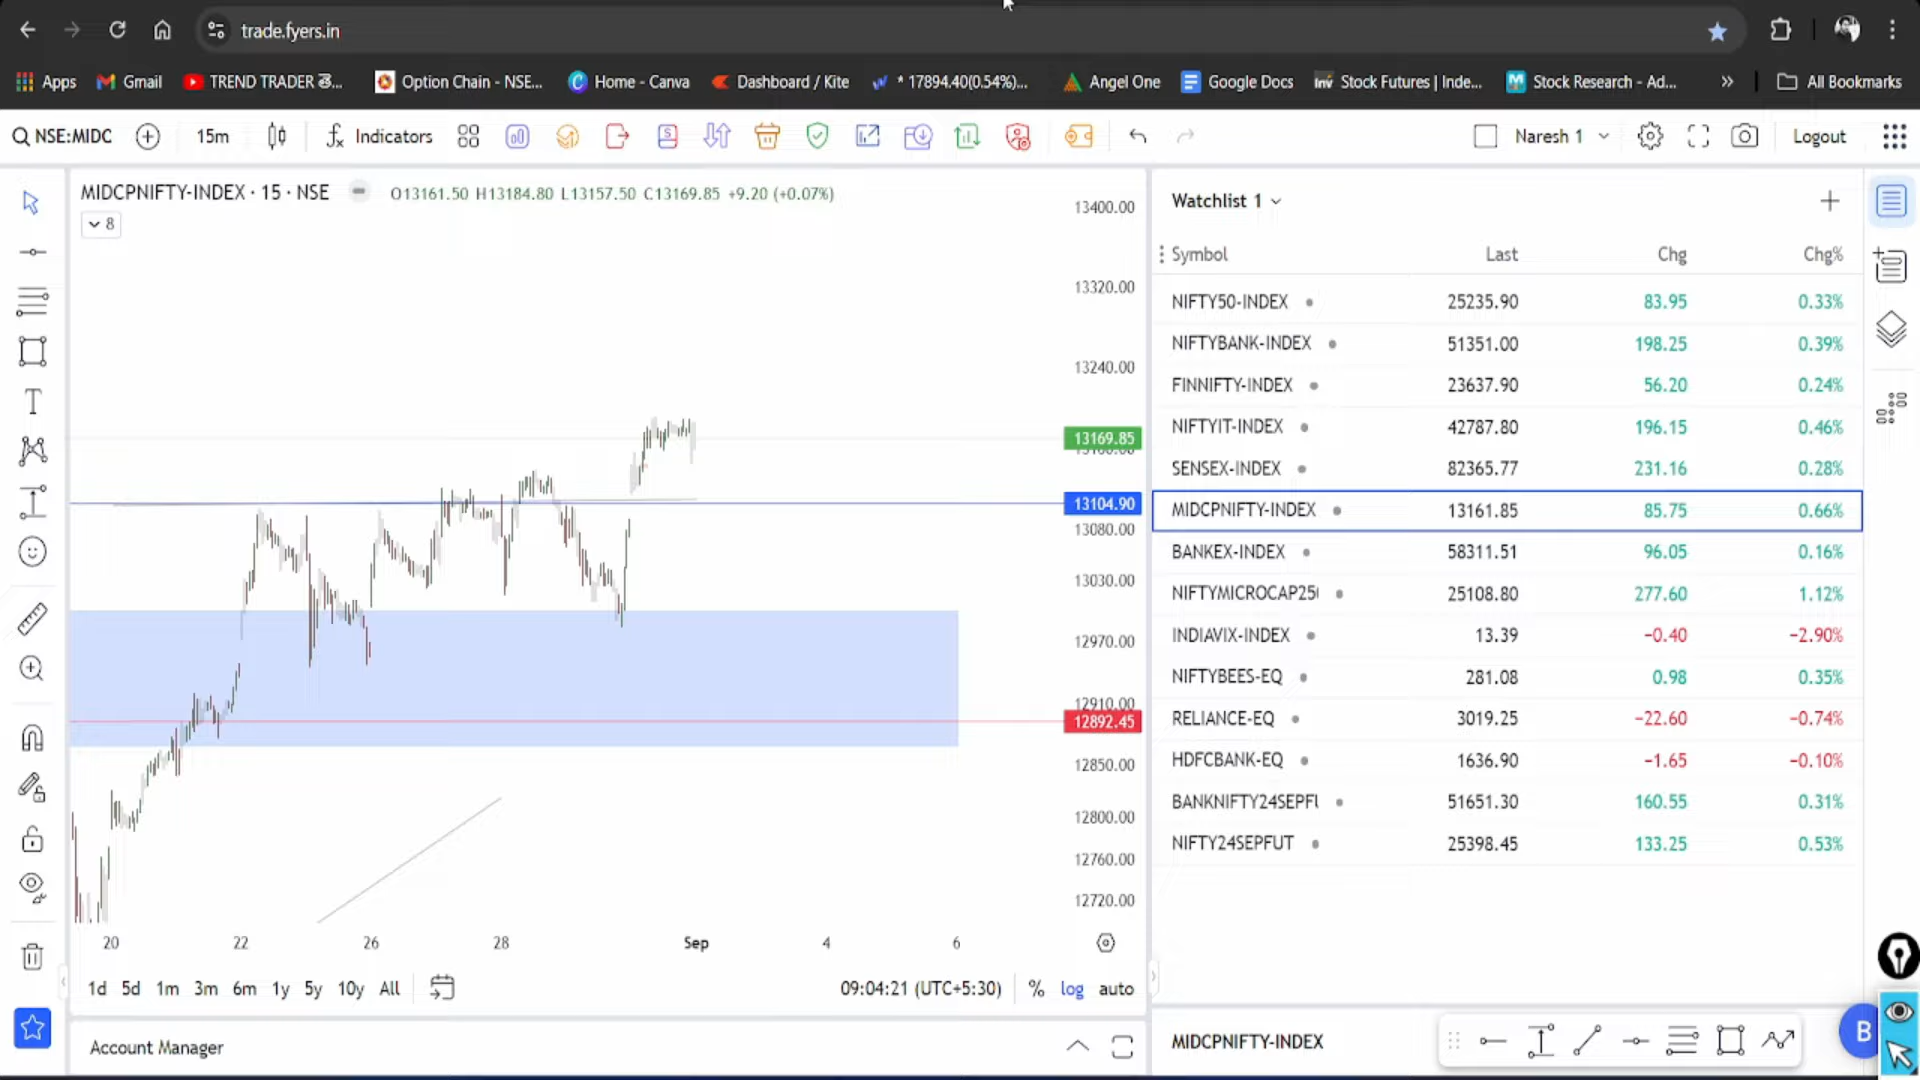 trade.fyers.in
Apps Gmail TREND TRADER తె... Option Chain - NSE... Home - Canva Dashboard / Kite * 17894.40(0.54%)... Angel One Google Docs Inv Stock Futures | Inde... Stock Research - Ad... » All Bookmarks
NSE:MIDC 15m Indicators Naresh 1 Logout
MIDCPNIFTY-INDEX · 15 · NSE O13161.50 H13184.80 L13157.50 C13169.85 +9.20 (+0.07%)
8
13400.00
13320.00
13240.00
13169.85
13104.90
13080.00
13030.00
12970.00
12910.00
12892.45
12850.00
12800.00
12760.00
12720.00
20 22 26 28 Sep 4 6
1d 5d 1m 3m 6m 1y 5y 10y All 09:04:21 (UTC+5:30) % log auto
Account Manager
Watchlist 1
Symbol Last Chg Chg%
NIFTY50-INDEX 25235.90 83.95 0.33%
NIFTYBANK-INDEX 51351.00 198.25 0.39%
FINNIFTY-INDEX 23637.90 56.20 0.24%
NIFTYIT-INDEX 42787.80 196.15 0.46%
SENSEX-INDEX 82365.77 231.16 0.28%
MIDCPNIFTY-INDEX 13161.85 85.75 0.66%
BANKEX-INDEX 58311.51 96.05 0.16%
NIFTYMICROCAP25 25108.80 277.60 1.12%
INDIAVIX-INDEX 13.39 −0.40 −2.90%
NIFTYBEES-EQ 281.08 0.98 0.35%
RELIANCE-EQ 3019.25 −22.60 −0.74%
HDFCBANK-EQ 1636.90 −1.65 −0.10%
BANKNIFTY24SEPFU 51651.30 160.55 0.31%
NIFTY24SEPFUT 25398.45 133.25 0.53%
MIDCPNIFTY-INDEX
B